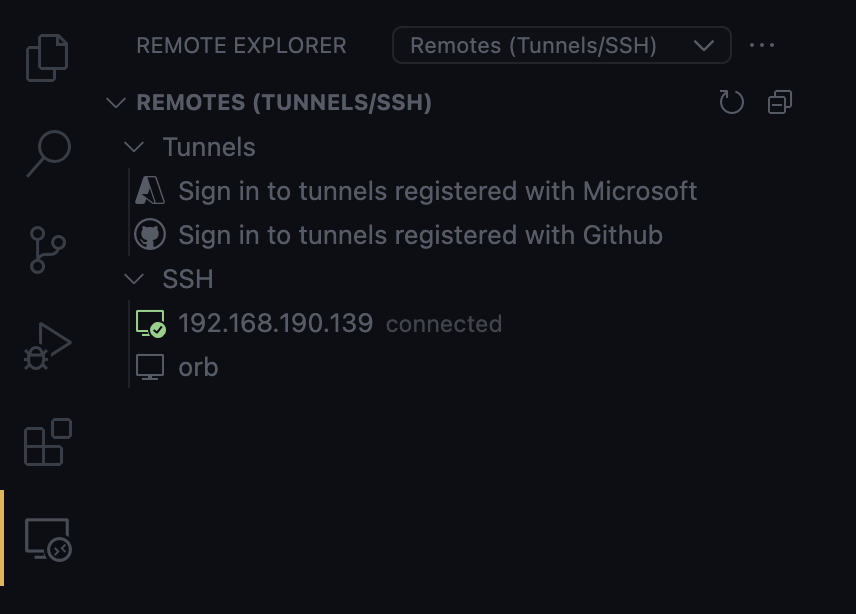 REMOTE EXPLORER Remotes (Tunnels/SSH)
REMOTES (TUNNELS/SSH)
Tunnels
Sign in to tunnels registered with Microsoft
Sign in to tunnels registered with Github
SSH
192.168.190.139 connected
orb